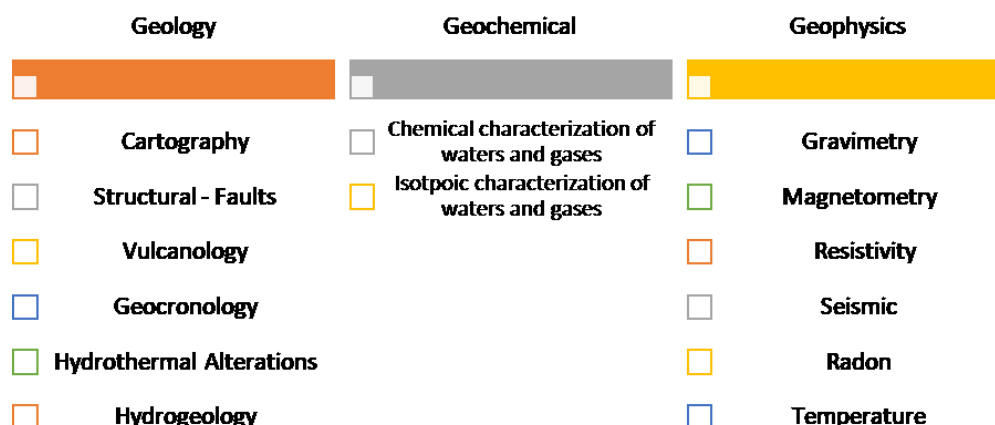 Geology
Cartography
Structural - Faults
Vulcanology
Geocronology
Hydrothermal Alterations
Hydrogeology
Geochemical
Chemical characterization of
waters and gases
Isotpoic characterization of
waters and gases
Geophysics
Gravimetry
Magnetometry
Resistivity
Seismic
Radon
Temperature